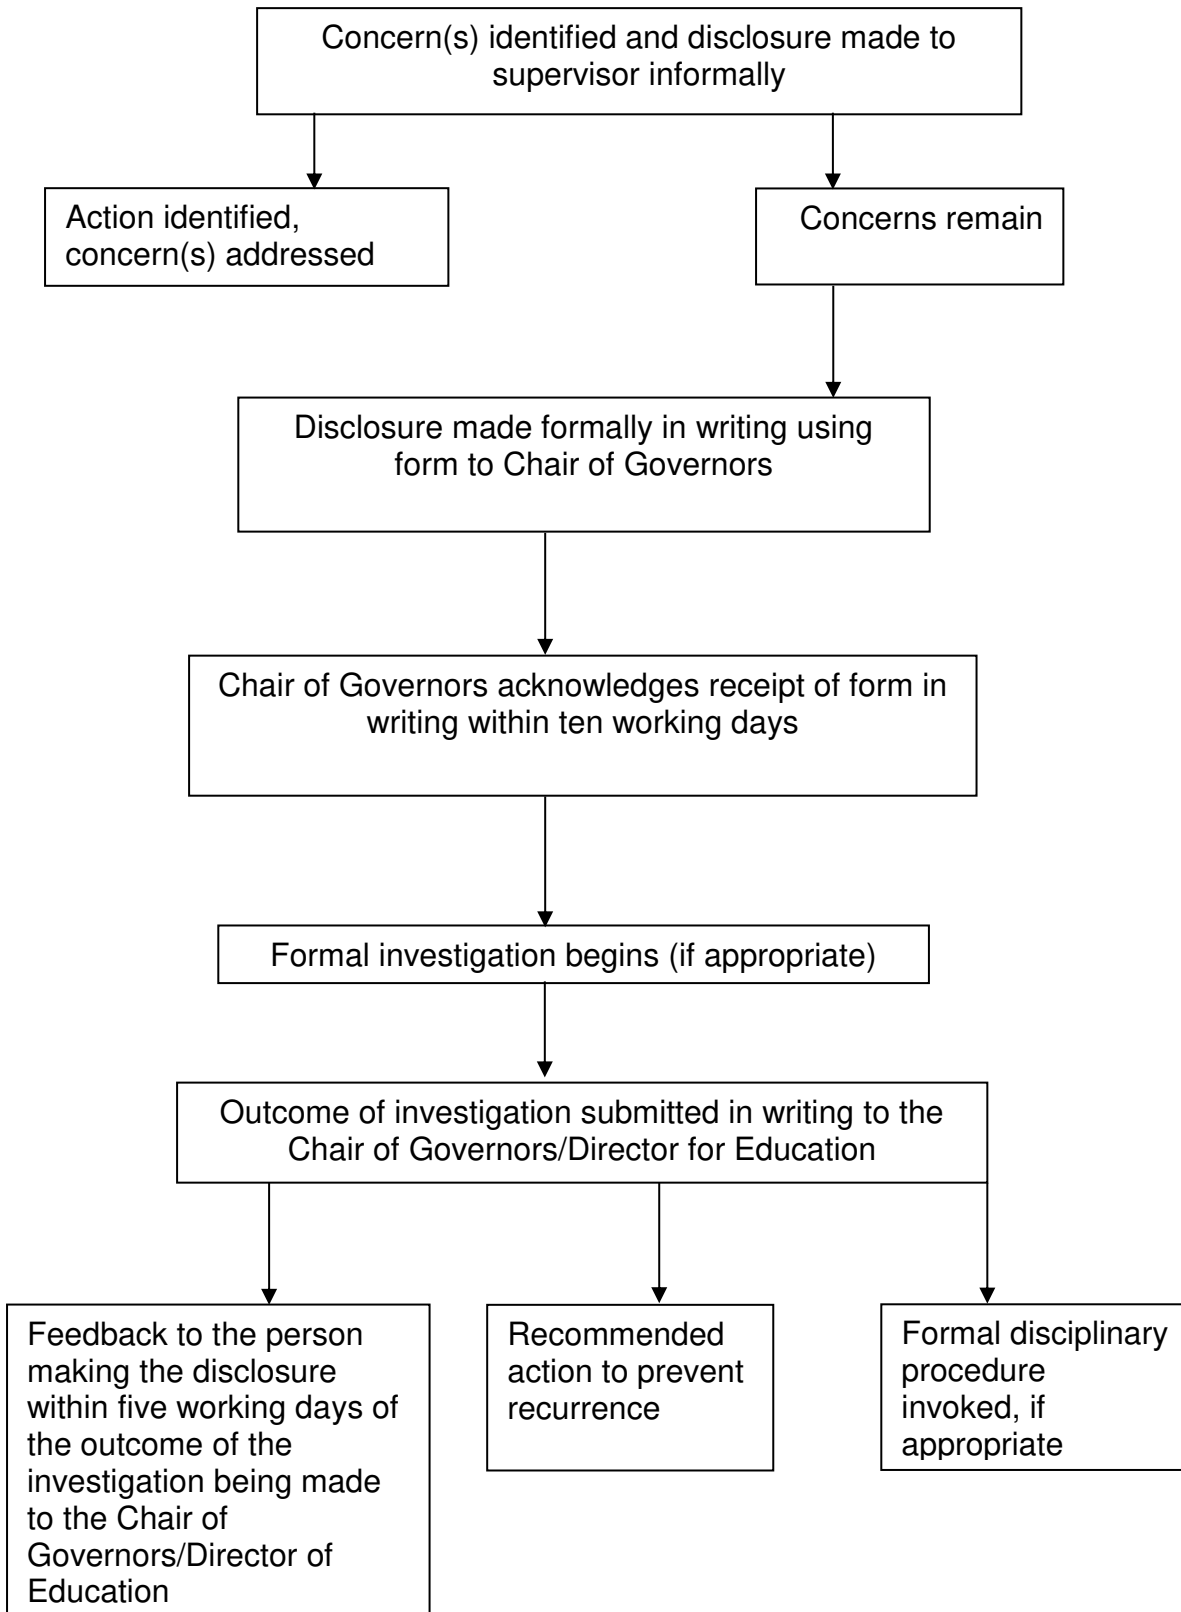 Concern(s) identified and disclosure made to
supervisor informally
Action identified,
concern(s) addressed
Concerns remain
Disclosure made formally in writing using
form to Chair of Governors
Chair of Governors acknowledges receipt of form in
writing within ten working days
Formal investigation begins (if appropriate)
Outcome of investigation submitted in writing to the
Chair of Governors/Director for Education
Feedback to the person
making the disclosure
within five working days of
the outcome of the
investigation being made
to the Chair of
Governors/Director of
Education
Recommended
action to prevent
recurrence
Formal disciplinary
procedure
invoked, if
appropriate